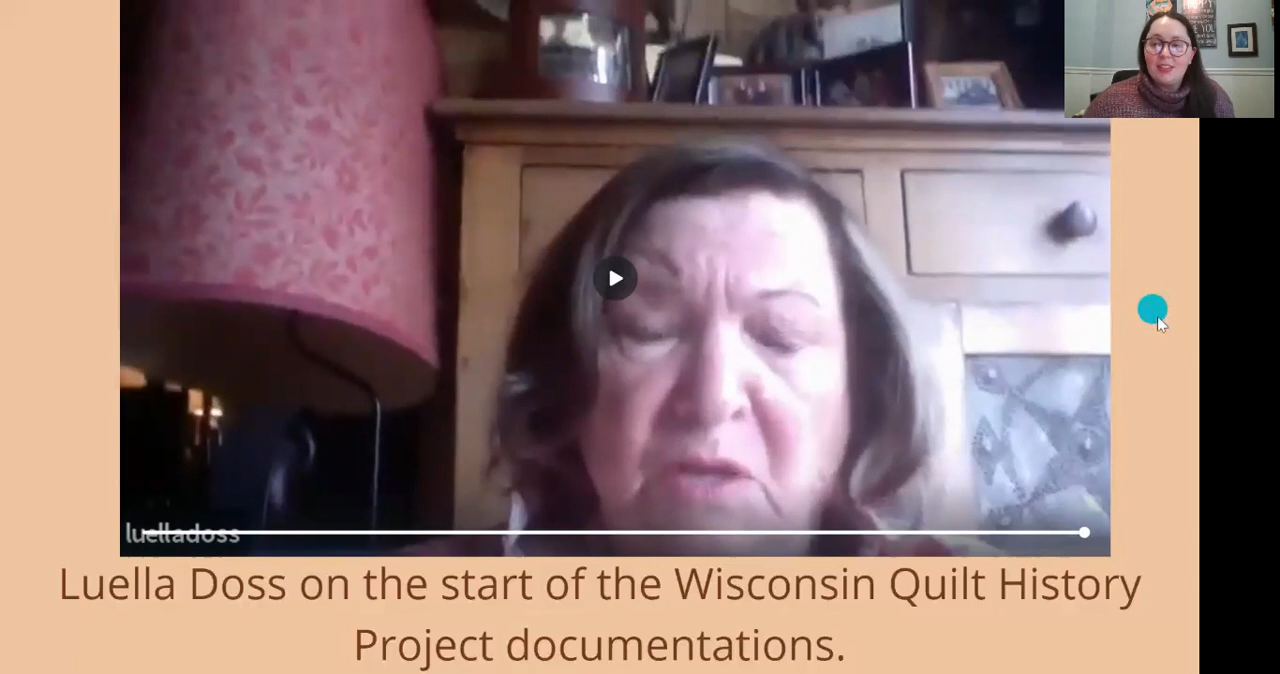 luelladoss
Luella Doss on the start of the Wisconsin Quilt History
Project documentations.